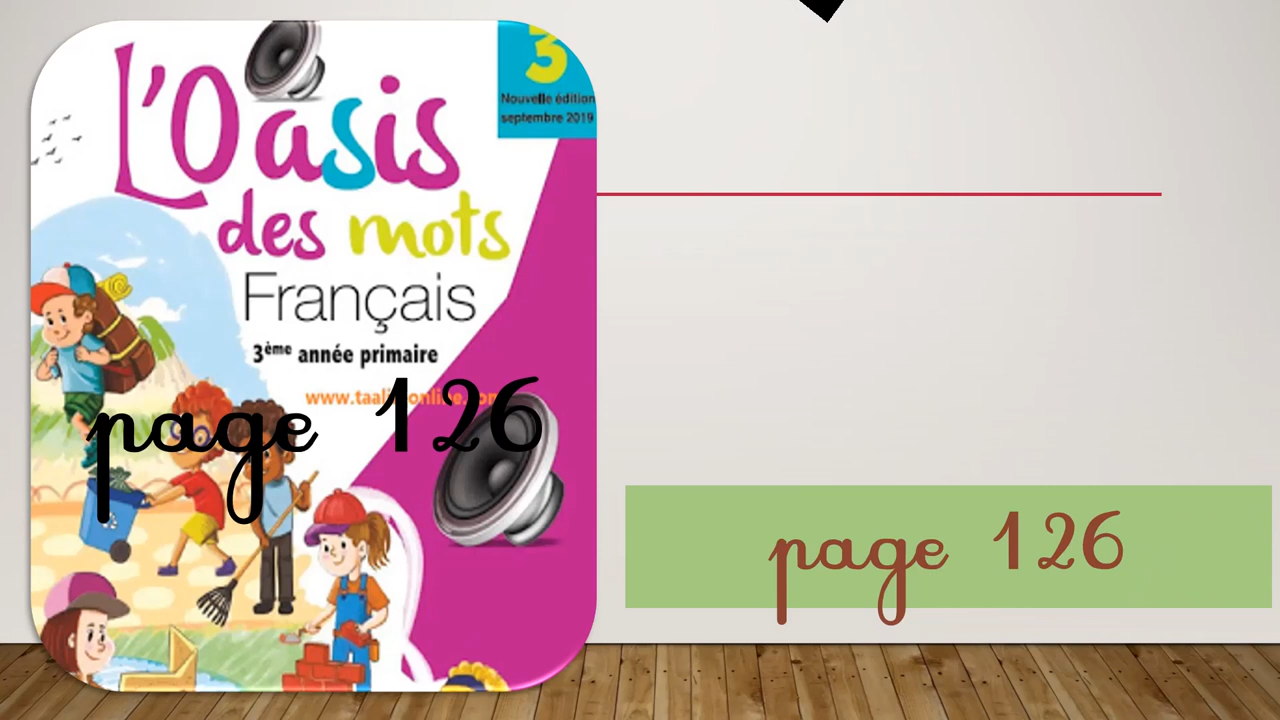 L'Oasis
des mots
Français
3ème année primaire
3
Nouvelle édition
septembre 2019
page 126
page 126